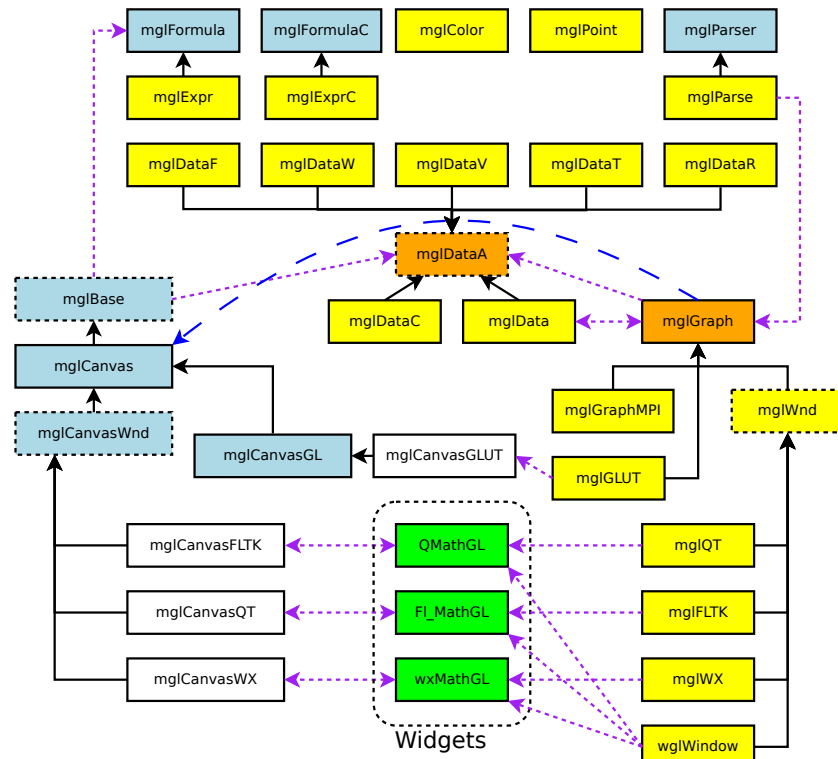 mglFormula
mglFormulaC
mglColor
mglPoint
mglParser
mglExpr
mglExprC
mglParse
mglDataF
mglDataW
mglDataV
mglDataT
mglDataR
mglDataA
mglBase
mglDataC
mglData
mglGraph
mglCanvas
mglGraphMPI
mglWnd
mglCanvasWnd
mglCanvasGL
mglCanvasGLUT
mglGLUT
mglCanvasFLTK
QMathGL
mglQT
mglCanvasQT
Fl_MathGL
mglFLTK
mglCanvasWX
wxMathGL
mglWX
Widgets
wglWindow